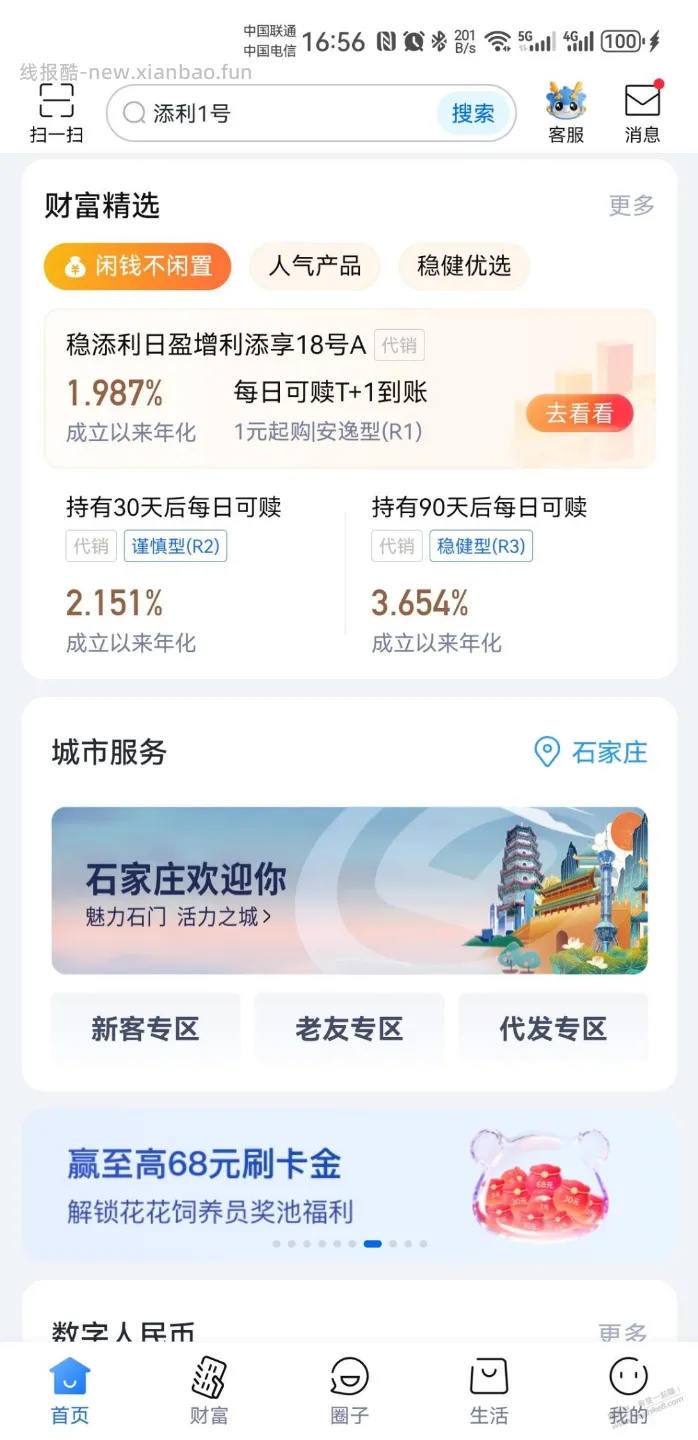 中国联通
中国电信
16:56
201
B/s
5G
4G
100
线报酷-new.xianbao.fun
扫一扫
添利1号
搜索
客服
消息
财富精选
更多
闲钱不闲置
人气产品
稳健优选
稳添利日盈增利添享18号A 代销
1.987%
每日可赎T+1到账
成立以来年化
1元起购|安逸型(R1)
去看看
持有30天后每日可赎
代销 谨慎型(R2)
2.151%
成立以来年化
持有90天后每日可赎
代销 稳健型(R3)
3.654%
成立以来年化
城市服务
石家庄
石家庄欢迎你
魅力石门 活力之城>
新客专区
老友专区
代发专区
赢至高68元刷卡金
解锁花花饲养员奖池福利
68元
30元
数字人民币
更多
首页
财富
圈子
生活
我的